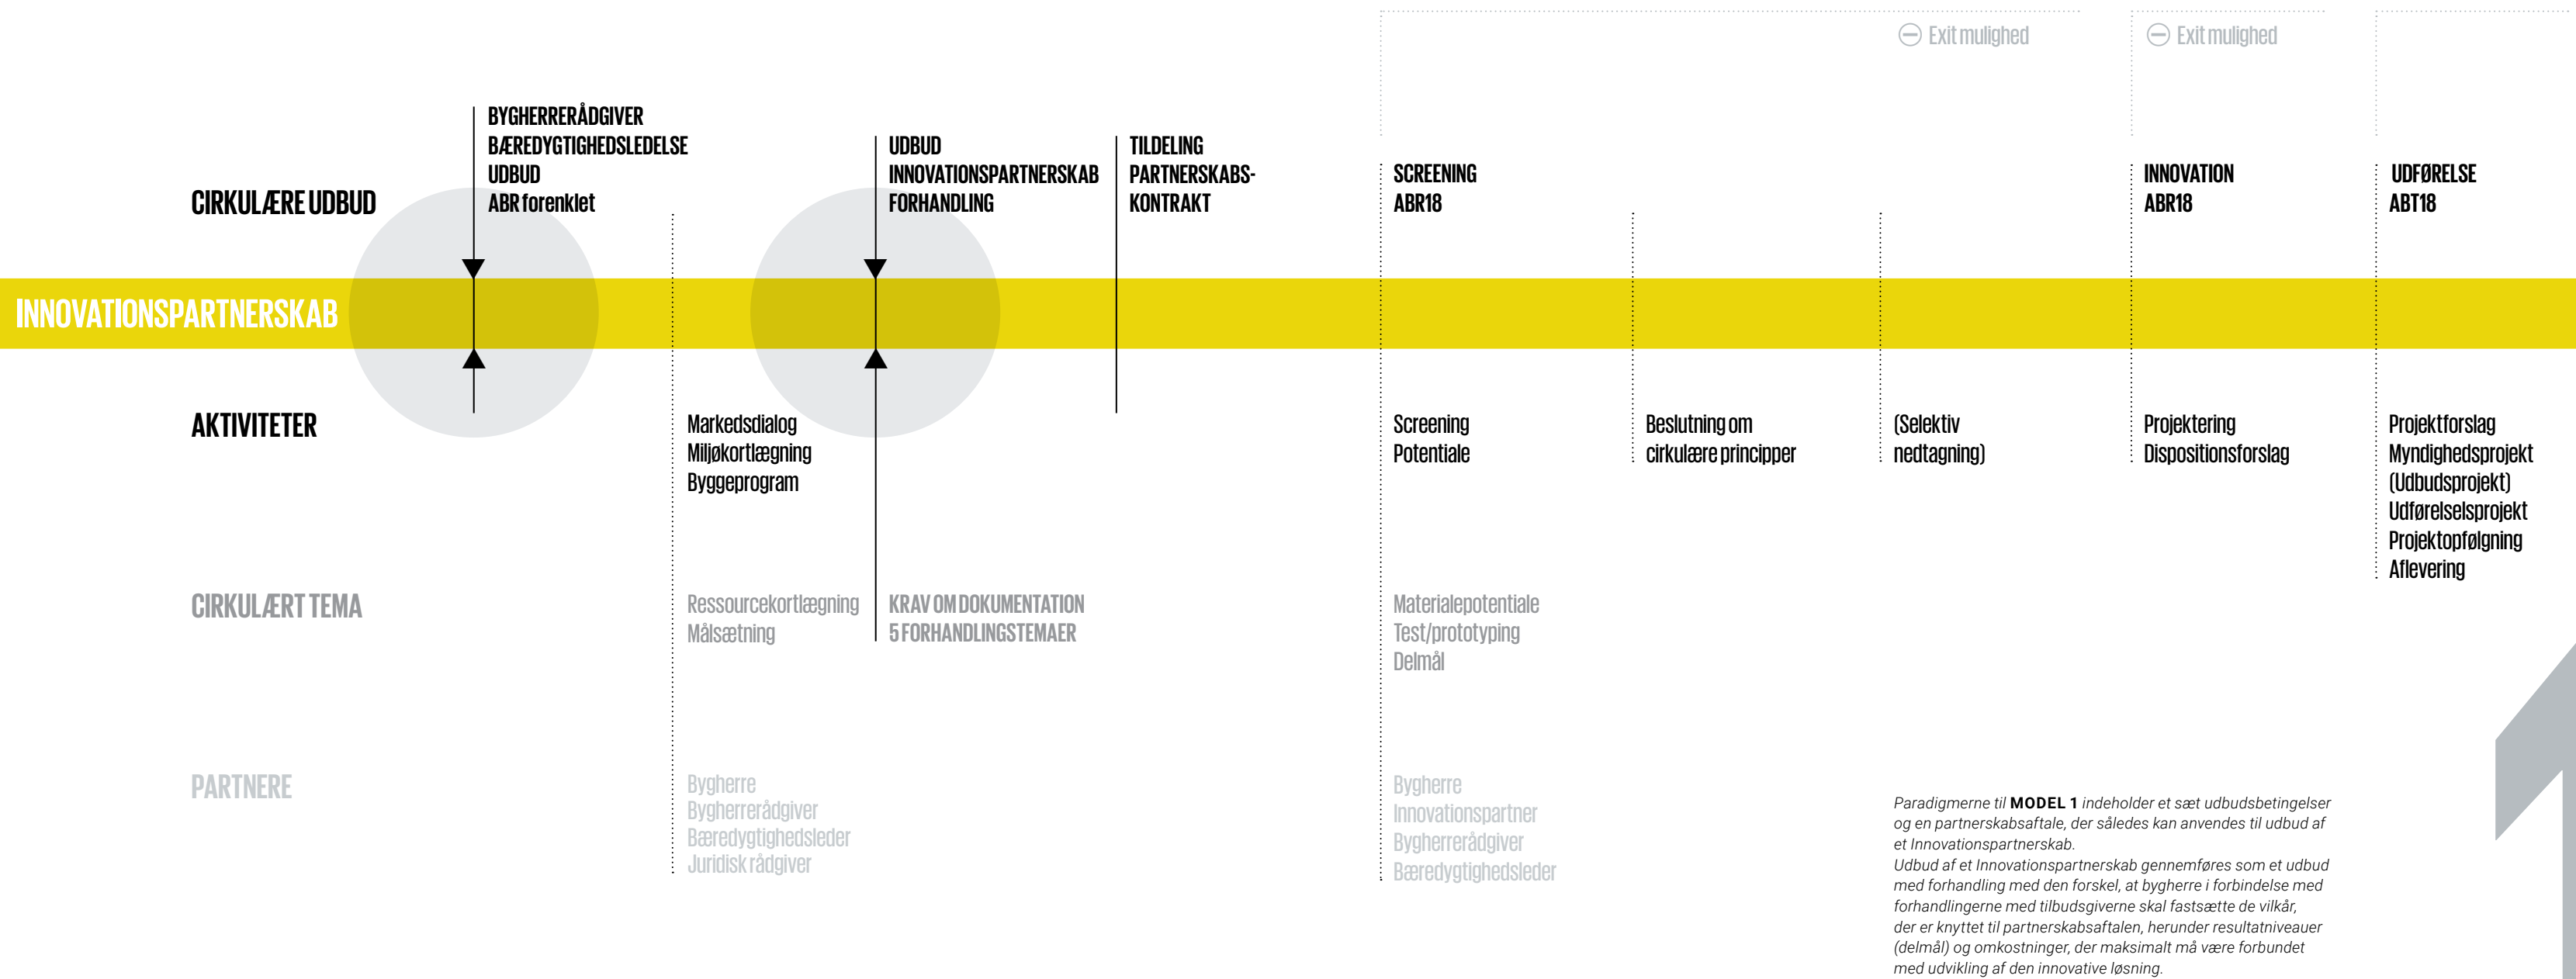 Exit mulighed
Exit mulighed
CIRKULÆRE UDBUD
BYGHERRERÅDGIVER
BÆREDYGTIGHEDSLEDELSE
UDBUD
ABR forenklet
UDBUD
INNOVATIONSPARTNERSKAB
FORHANDLING
TILDELING
PARTNERSKABS-
KONTRAKT
SCREENING
ABR18
INNOVATION
ABR18
UDFØRELSE
ABT18
INNOVATIONSPARTNERSKAB
AKTIVITETER
Markedsdialog
Miljøkortlægning
Byggeprogram
Screening
Potentiale
Beslutning om
cirkulære principper
(Selektiv
nedtagning)
Projektering
Dispositionsforslag
Projektforslag
Myndighedsprojekt
(Udbudsprojekt)
Udførelselsprojekt
Projektopfølgning
Aflevering
CIRKULÆRT TEMA
Ressourcekortlægning
Målsætning
KRAV OM DOKUMENTATION
5 FORHANDLINGSTEMAER
Materialepotentiale
Test/prototyping
Delmål
PARTNERE
Bygherre
Bygherrerådgiver
Bæredygtighedsleder
Juridisk rådgiver
Bygherre
Innovationspartner
Bygherrerådgiver
Bæredygtighedsleder
Paradigmerne til MODEL 1 indeholder et sæt udbudsbetingelser
og en partnerskabsaftale, der således kan anvendes til udbud af
et Innovationspartnerskab.
Udbud af et Innovationspartnerskab gennemføres som et udbud
med forhandling med den forskel, at bygherre i forbindelse med
forhandlingerne med tilbudsgiverne skal fastsætte de vilkår,
der er knyttet til partnerskabsaftalen, herunder resultatniveauer
(delmål) og omkostninger, der maksimalt må være forbundet
med udvikling af den innovative løsning.
1